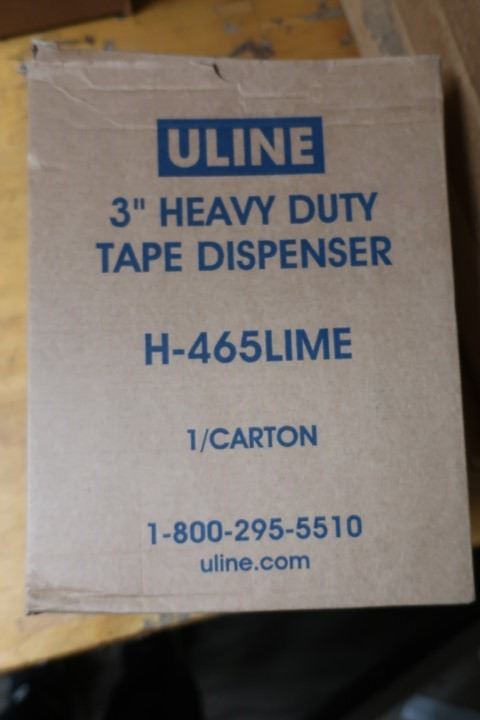 ULINE
3" HEAVY DUTY
TAPE DISPENSER
H-465LIME
1/CARTON
1-800-295-5510
uline.com